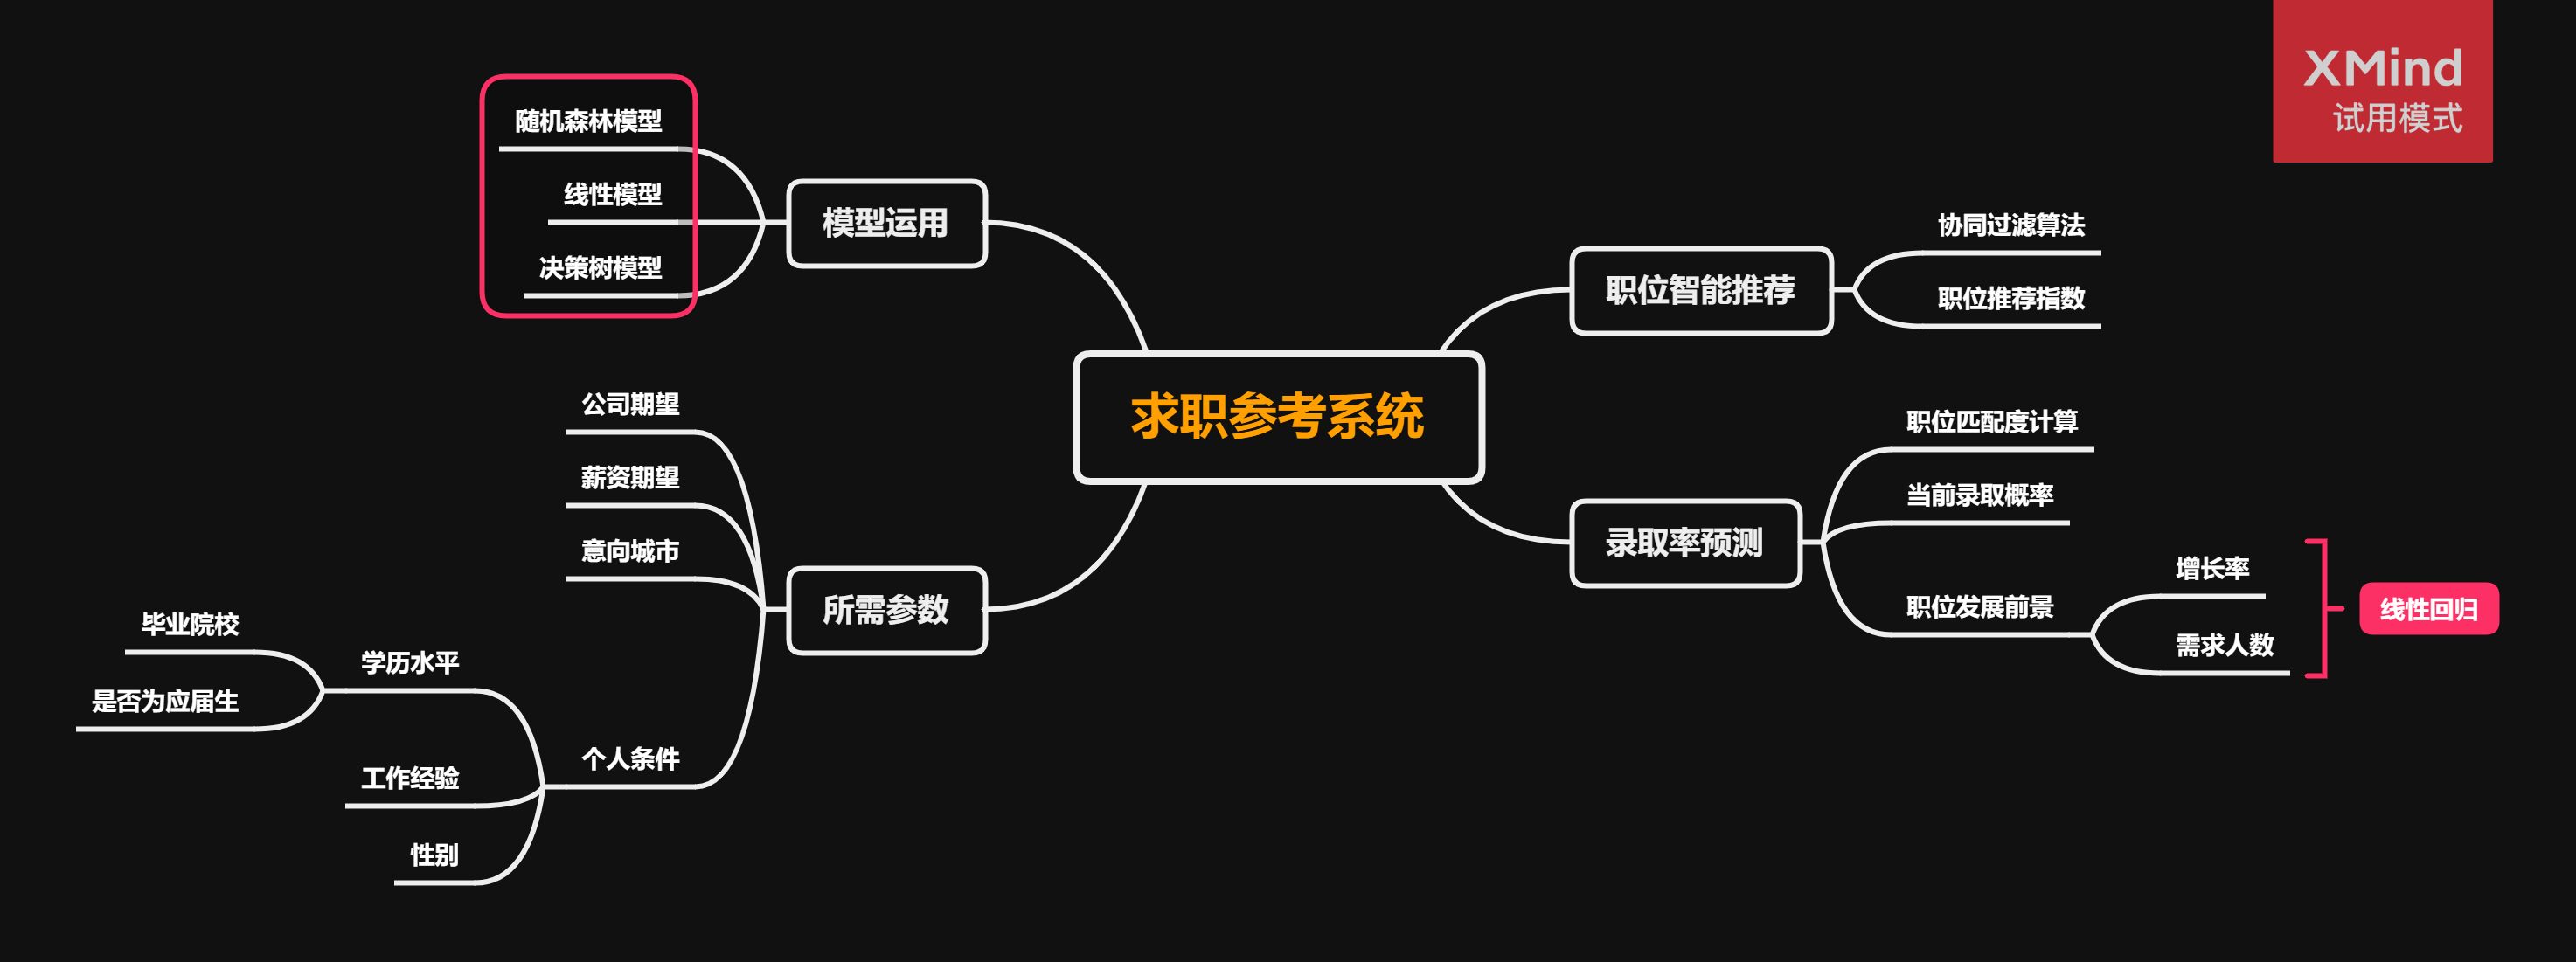 XMind
试用模式
随机森林模型
线性模型
决策树模型
模型运用
职位智能推荐
协同过滤算法
职位推荐指数
求职参考系统
公司期望
薪资期望
意向城市
所需参数
毕业院校
是否为应届生
学历水平
工作经验
性别
个人条件
录取率预测
职位匹配度计算
当前录取概率
职位发展前景
增长率
需求人数
线性回归